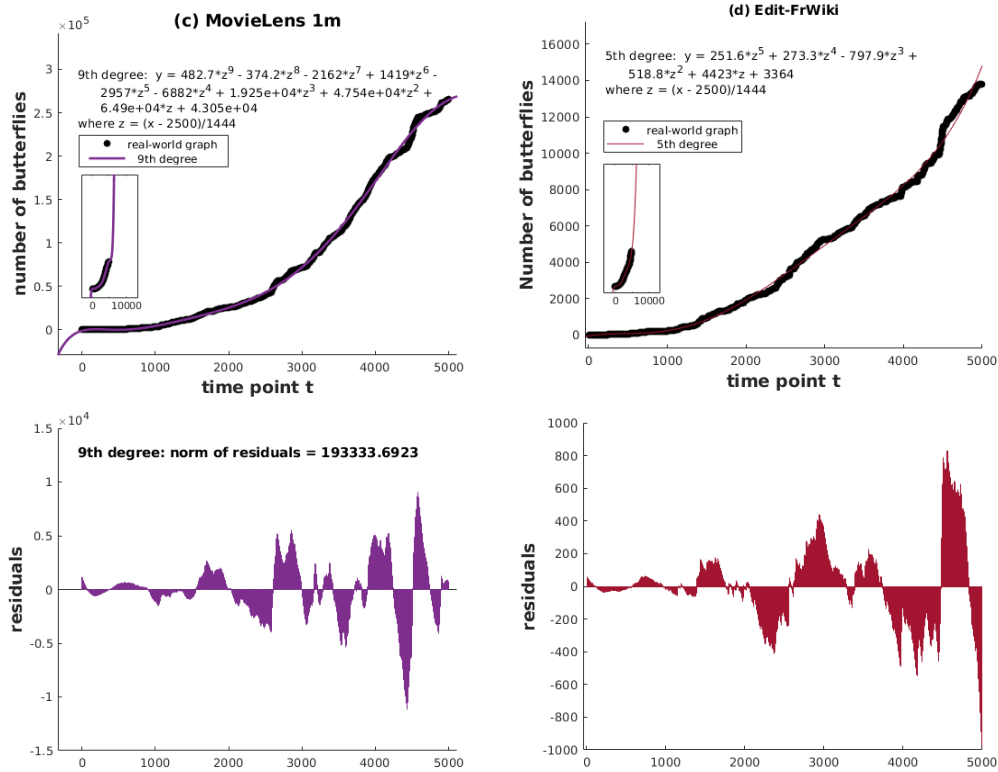 (c) MovieLens 1m
×10^5
9th degree: y = 482.7*z^9 - 374.2*z^8 - 2162*z^7 + 1419*z^6 -
2957*z^5 - 6882*z^4 + 1.925e+04*z^3 + 4.754e+04*z^2 +
6.49e+04*z + 4.305e+04
where z = (x - 2500)/1444
real-world graph
9th degree
number of butterflies
3
2.5
2
1.5
1
0.5
0
0 10000
0 1000 2000 3000 4000 5000
time point t
(d) Edit-FrWiki
5th degree: y = 251.6*z^5 + 273.3*z^4 - 797.9*z^3 +
518.8*z^2 + 4423*z + 3364
where z = (x - 2500)/1444
real-world graph
5th degree
Number of butterflies
16000
14000
12000
10000
8000
6000
4000
2000
0
0 10000
0 1000 2000 3000 4000 5000
time point t
×10^4
9th degree: norm of residuals = 193333.6923
residuals
1.5
1
0.5
0
-0.5
-1
-1.5
0 1000 2000 3000 4000 5000
residuals
1000
800
600
400
200
0
-200
-400
-600
-800
-1000
0 1000 2000 3000 4000 5000